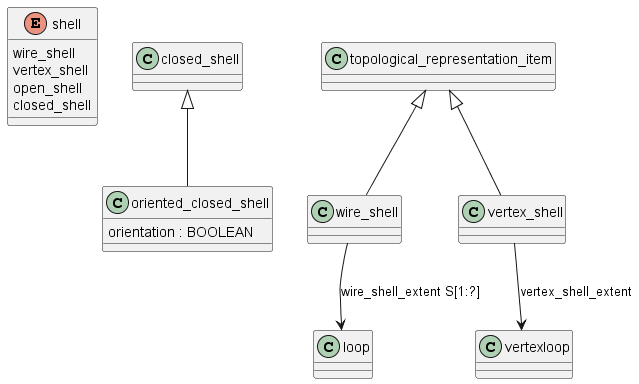 E shell
wire_shell
vertex_shell
open_shell
closed_shell
C closed_shell
C topological_representation_item
C oriented_closed_shell
orientation : BOOLEAN
C wire_shell
C vertex_shell
wire_shell_extent S[1:?]
vertex_shell_extent
C loop
C vertexloop